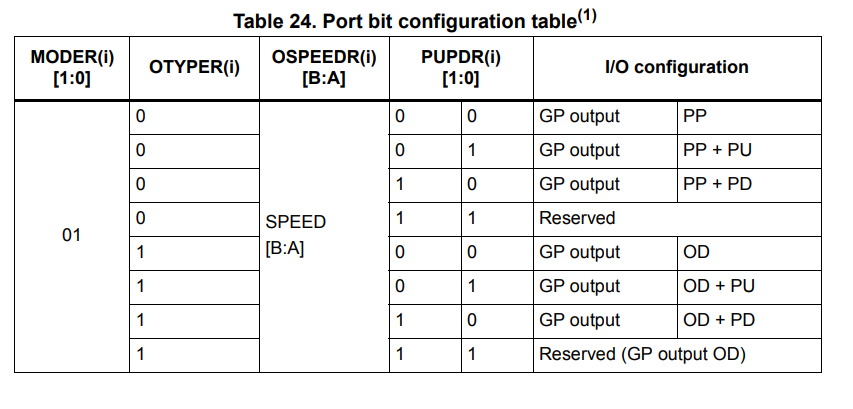 Table 24. Port bit configuration table(1)
MODER(i) [1:0] OTYPER(i) OSPEEDR(i) [B:A] PUPDR(i) [1:0] I/O configuration
01
SPEED [B:A]
0 0 0 GP output PP
0 0 1 GP output PP + PU
0 1 0 GP output PP + PD
0 1 1 Reserved
1 0 0 GP output OD
1 0 1 GP output OD + PU
1 1 0 GP output OD + PD
1 1 1 Reserved (GP output OD)